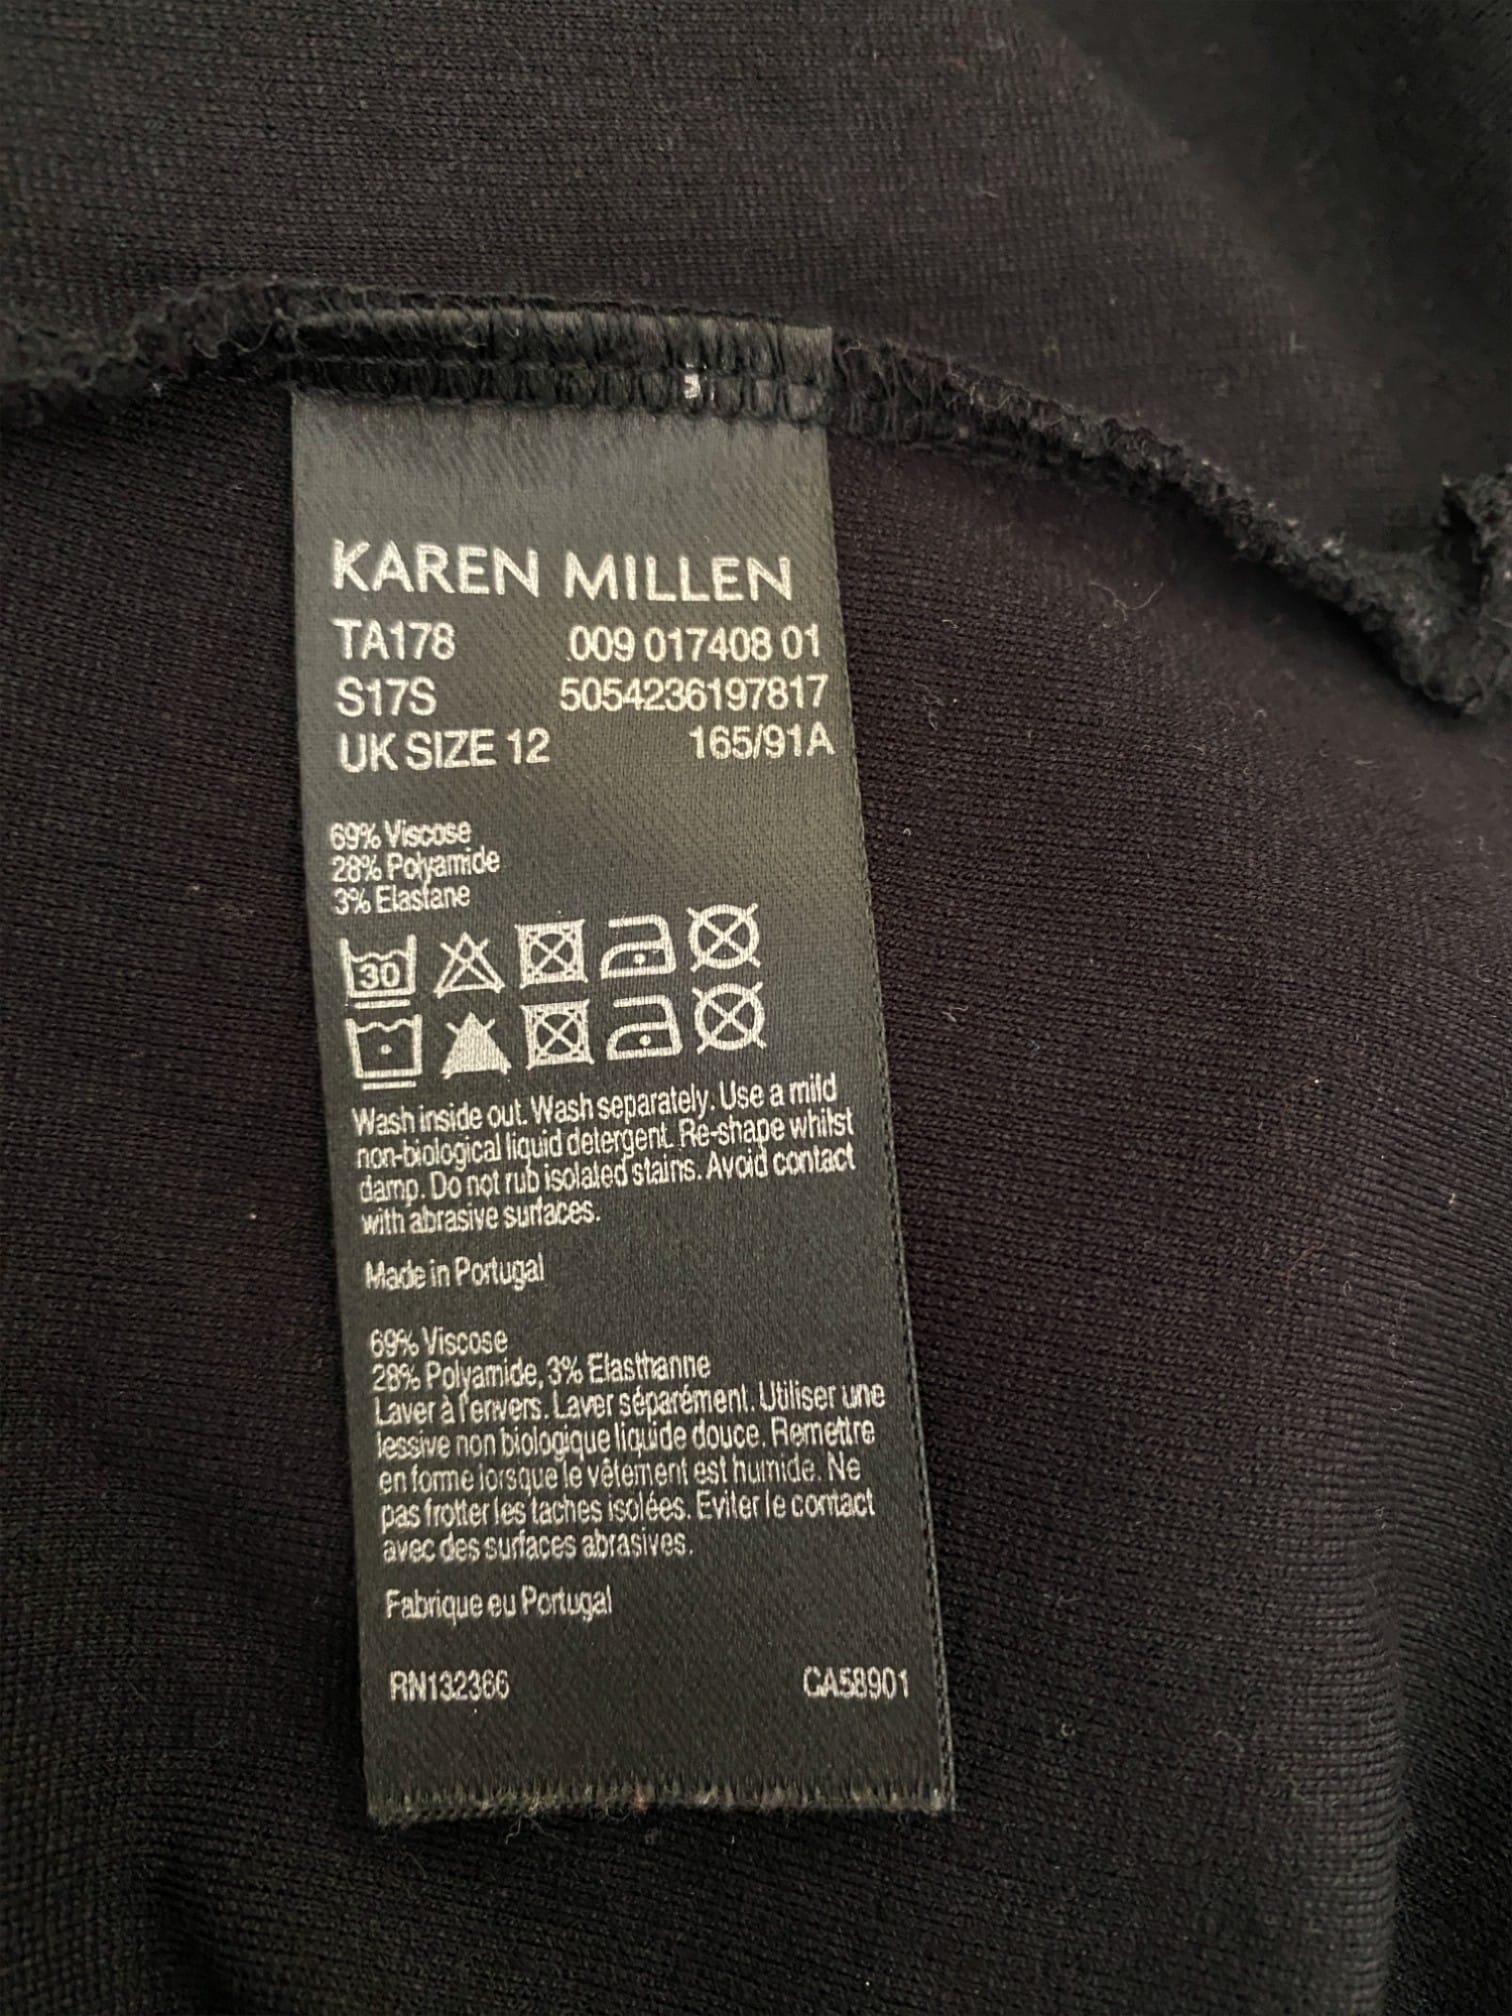 KAREN MILLEN
TA178 009 017408 01
S17S 5054236197817
UK SIZE 12 165/91A
69% Viscose
28% Polyamide
3% Elastane
30
Wash inside out. Wash separately. Use a mild
non-biological liquid detergent. Re-shape whilst
damp. Do not rub isolated stains. Avoid contact
with abrasive surfaces.
Made in Portugal
69% Viscose
28% Polyamide, 3% Elasthanne
Laver à l'envers. Laver séparément. Utiliser une
lessive non biologique liquide douce. Remettre
en forme lorsque le vêtement est humide. Ne
pas frotter les taches isolées. Eviter le contact
avec des surfaces abrasives.
Fabrique eu Portugal
RN132366 CA58901